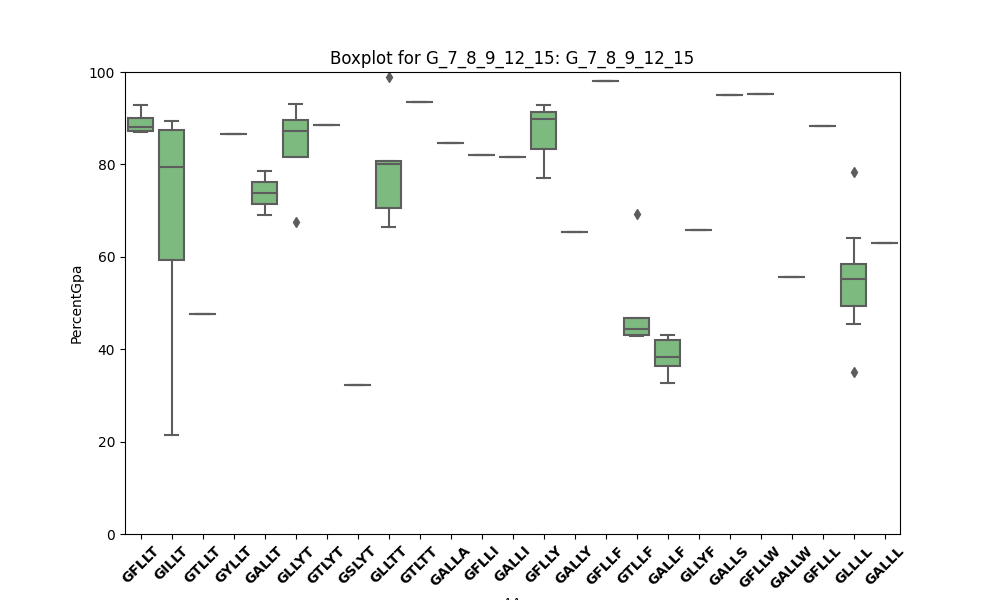 Boxplot for G_7_8_9_12_15: G_7_8_9_12_15
PercentGpa
100
80
60
40
20
0
GFLLT
GILLT
GTLLT
GYLLT
GALLT
GLLYT
GTLYT
GSLYT
GLLTT
GTLTT
GALLA
GFLLI
GALLI
GFLLY
GALLY
GFLLF
GTLLF
GALLF
GLLYF
GALLS
GFLLW
GALLW
GFLLL
GLLLL
GALLL